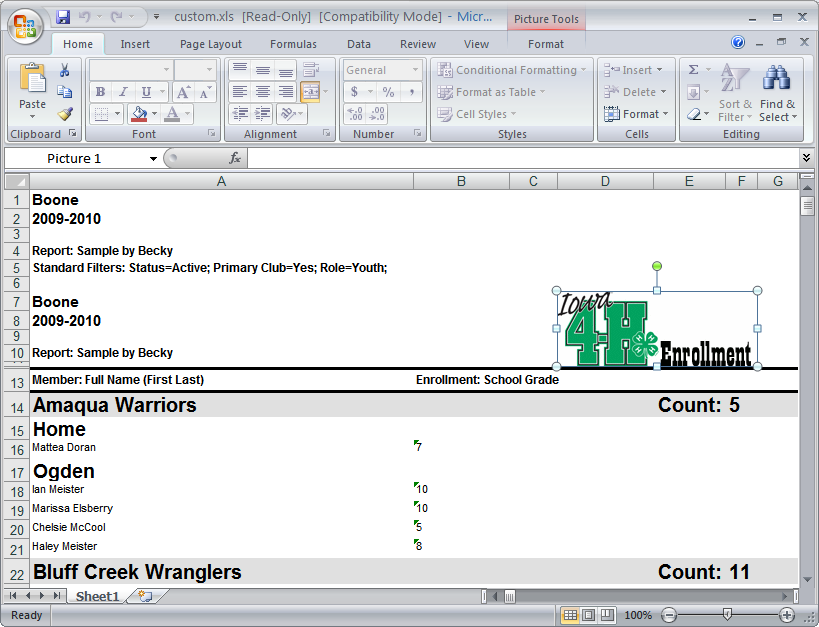 custom.xls [Read-Only] [Compatibility Mode] - Micr... Picture Tools
Home Insert Page Layout Formulas Data Review View Format
Paste
B I U A A
General
$ % ,
.0 .00 .00 .0
Conditional Formatting
Format as Table
Cell Styles
Insert
Delete
Format
Σ
Sort & Filter
Find & Select
Clipboard Font Alignment Number Styles Cells Editing
Picture 1 fx
A B C D E F G
1 Boone
2 2009-2010
3
4 Report: Sample by Becky
5 Standard Filters: Status=Active; Primary Club=Yes; Role=Youth;
6
7 Boone
8 2009-2010
9
10 Report: Sample by Becky
Iowa
4-H Enrollment
13 Member: Full Name (First Last) Enrollment: School Grade
14 Amaqua Warriors Count: 5
15 Home
16 Mattea Doran 7
17 Ogden
18 Ian Meister 10
19 Marissa Elsberry 10
20 Chelsie McCool 5
21 Haley Meister 8
22 Bluff Creek Wranglers Count: 11
Sheet1
Ready 100%